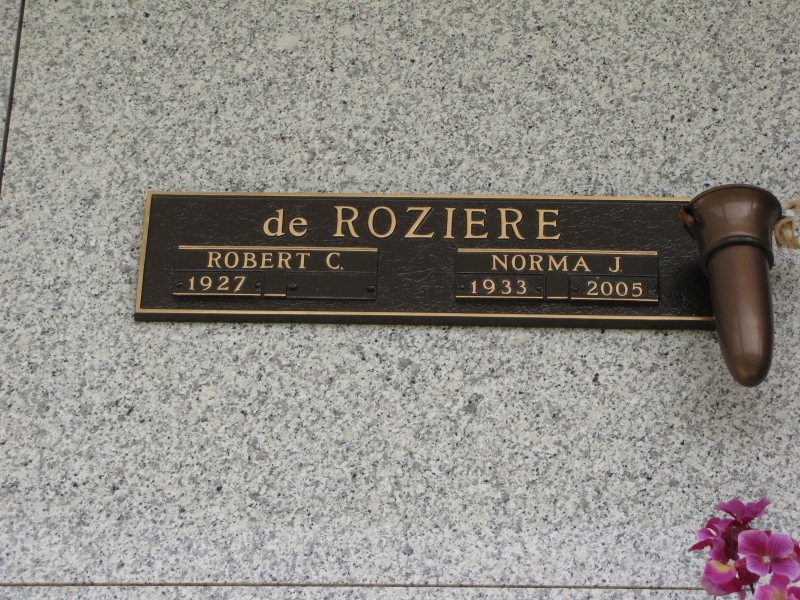 de ROZIERE
ROBERT C. NORMA J.
1927 1933 2005